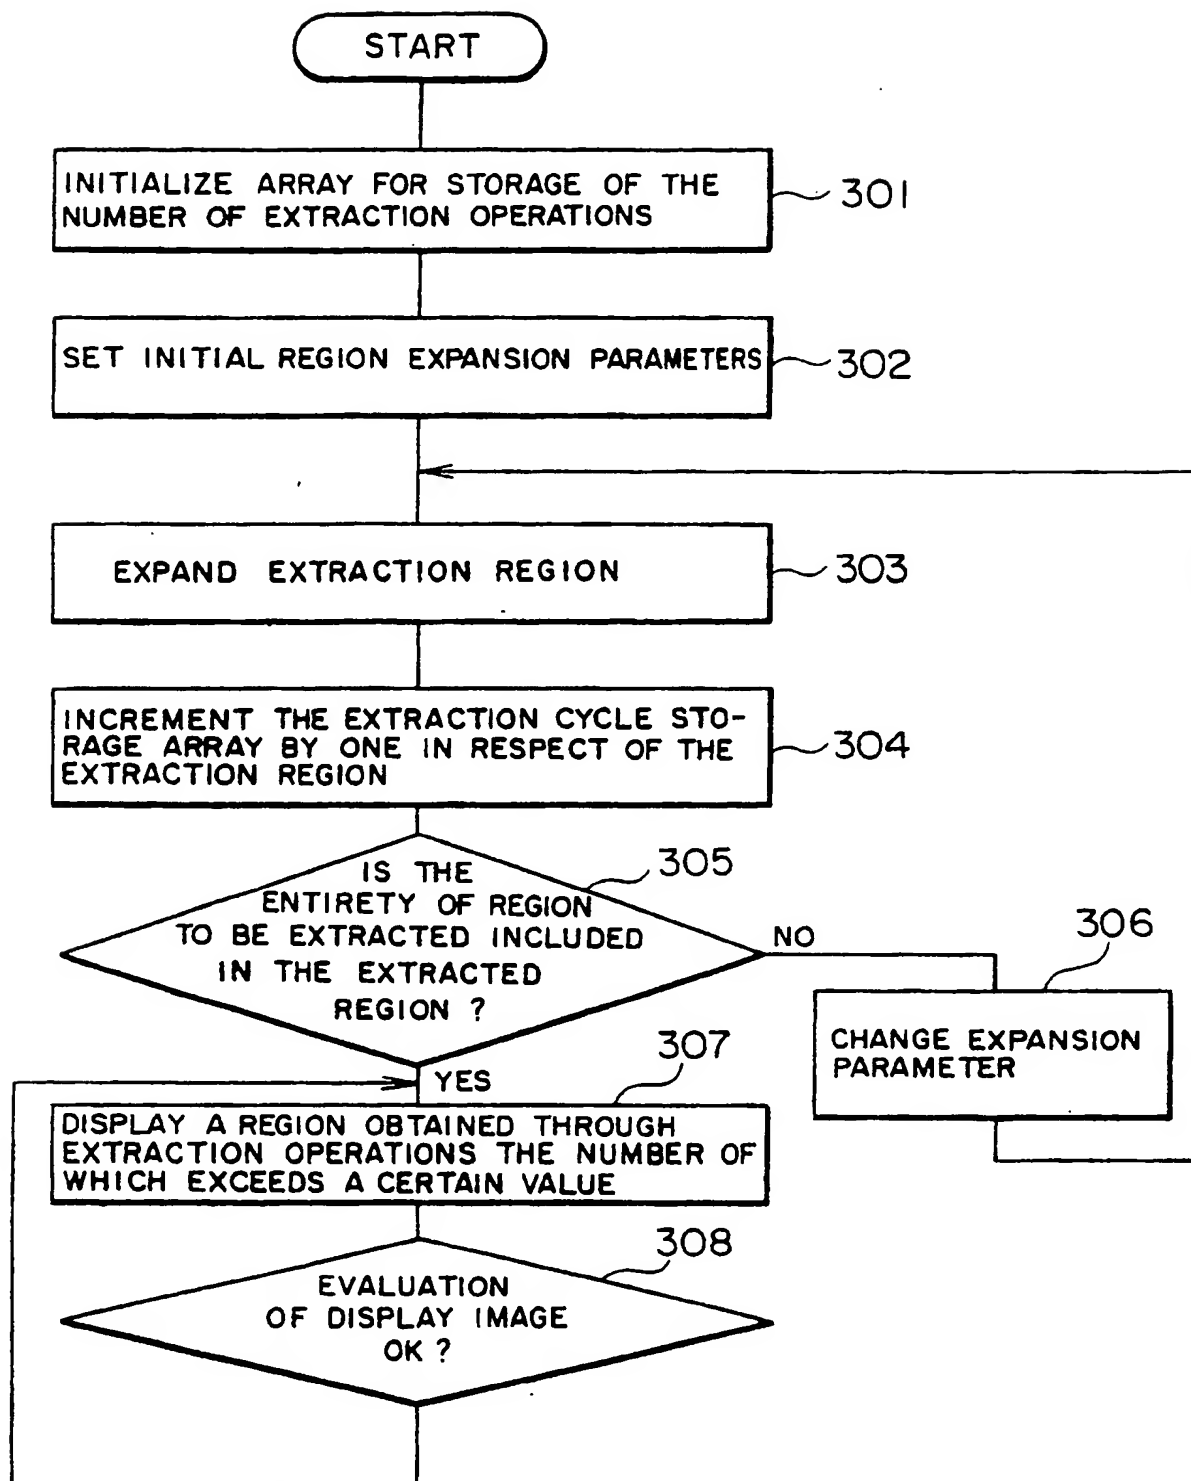 START
INITIALIZE ARRAY FOR STORAGE OF THE
NUMBER OF EXTRACTION OPERATIONS
301
SET INITIAL REGION EXPANSION PARAMETERS
302
EXPAND EXTRACTION REGION
303
INCREMENT THE EXTRACTION CYCLE STO-
RAGE ARRAY BY ONE IN RESPECT OF THE
EXTRACTION REGION
304
IS THE
ENTIRETY OF REGION
TO BE EXTRACTED INCLUDED
IN THE EXTRACTED
REGION ?
305
NO
306
CHANGE EXPANSION
PARAMETER
YES
307
DISPLAY A REGION OBTAINED THROUGH
EXTRACTION OPERATIONS THE NUMBER OF
WHICH EXCEEDS A CERTAIN VALUE
308
EVALUATION
OF DISPLAY IMAGE
OK ?